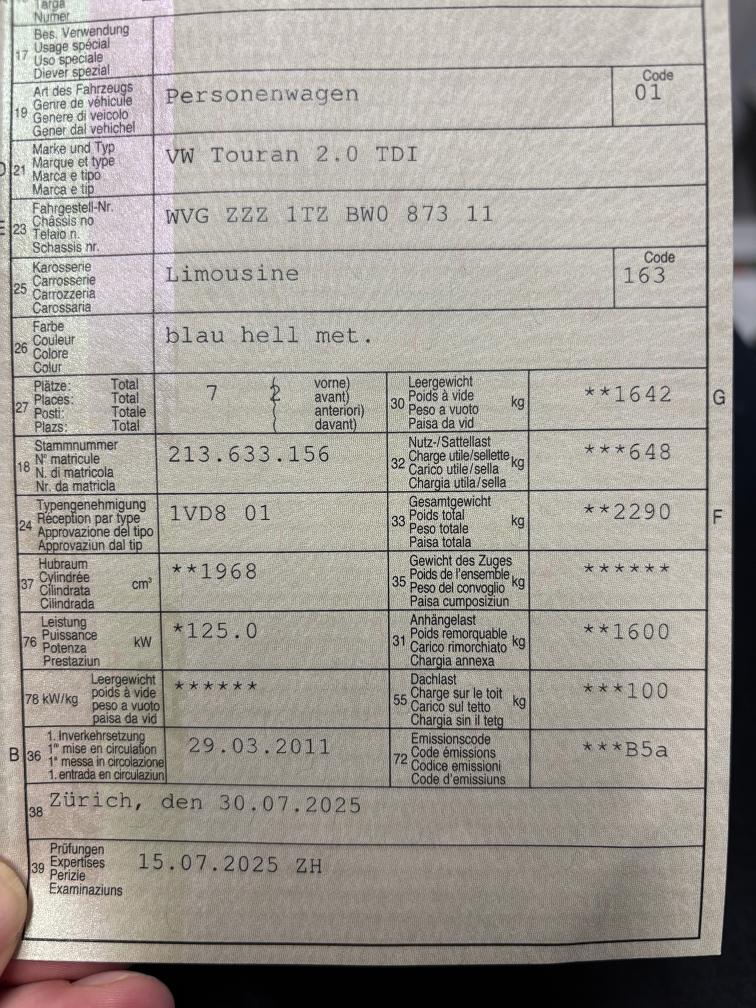 Targa
Numer
17
Bes. Verwendung
Usage spécial
Uso speciale
Diever spezial
19
Art des Fahrzeugs
Genre de véhicule
Genere di veicolo
Gener dal vehichel
Personenwagen
Code
01
D
21
Marke und Typ
Marque et type
Marca e tipo
Marca e tip
VW Touran 2.0 TDI
E
23
Fahrgestell-Nr.
Châssis no
Telaio n.
Schassis nr.
WVG ZZZ 1TZ BW0 873 11
25
Karosserie
Carrosserie
Carrozzeria
Carossaria
Limousine
Code
163
26
Farbe
Couleur
Colore
Colur
blau hell met.
27
Plätze: Total
Places: Total
Posti: Totale
Plazs: Total
7
2
vorne)
avant)
anteriori)
davant)
30
Leergewicht
Poids à vide
Peso a vuoto
Paisa da vid
kg
**1642
G
18
Stammnummer
N° matricule
N. di matricola
Nr. da matricla
213.633.156
32
Nutz-/Sattellast
Charge utile/sellette
Carico utile/sella
Chargia utila/sella
kg
***648
24
Typengenehmigung
Réception par type
Approvazione del tipo
Approvaziun dal tip
1VD8 01
33
Gesamtgewicht
Poids total
Peso totale
Paisa totala
kg
**2290
F
37
Hubraum
Cylindrée
Cilindrata
Cilindrada
cm³
**1968
35
Gewicht des Zuges
Poids de l'ensemble
Peso del convoglio
Paisa cumposiziun
kg
******
76
Leistung
Puissance
Potenza
Prestaziun
kW
*125.0
31
Anhängelast
Poids remorquable
Carico rimorchiato
Chargia annexa
kg
**1600
78 kW/kg
Leergewicht
poids à vide
peso a vuoto
paisa da vid
******
55
Dachlast
Charge sur le toit
Carico sul tetto
Chargia sin il tetg
kg
***100
B
36
1. Inverkehrsetzung
1re mise en circulation
1a messa in circolazione
1. entrada en circulaziun
29.03.2011
72
Emissionscode
Code émissions
Codice emissioni
Code d'emissiuns
***B5a
38
Zürich, den 30.07.2025
39
Prüfungen
Expertises
Perizie
Examinaziuns
15.07.2025 ZH